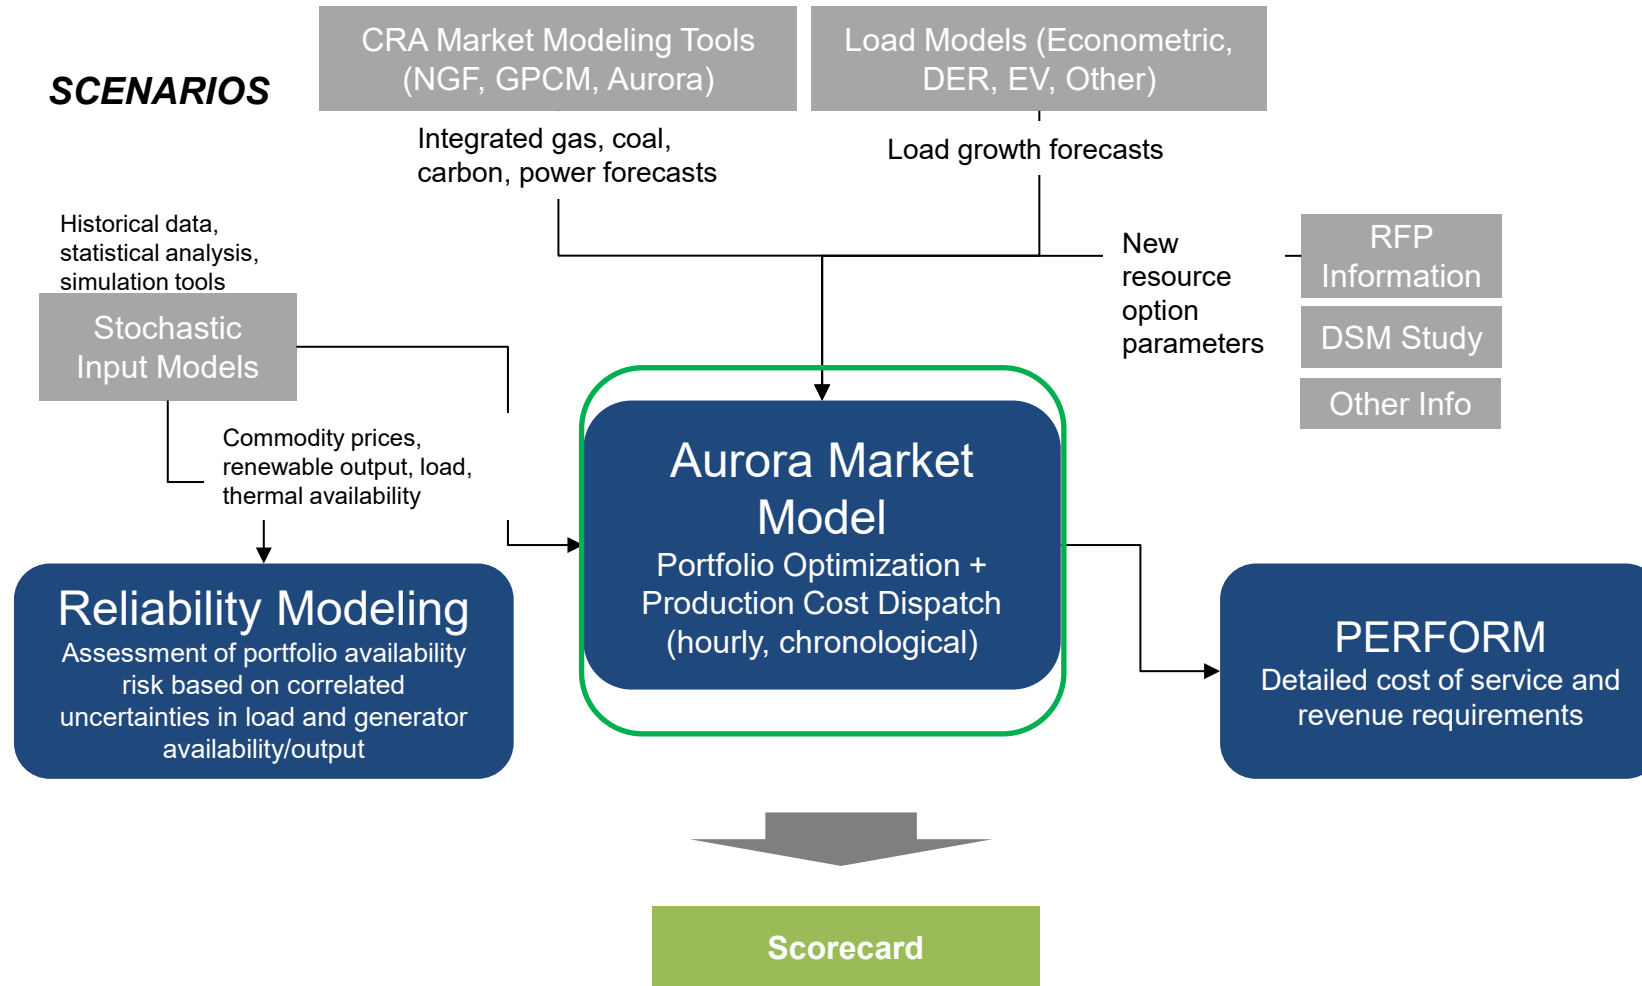 CRA Market Modeling Tools
(NGF, GPCM, Aurora)
Load Models (Econometric,
DER, EV, Other)
SCENARIOS
Integrated gas, coal,
carbon, power forecasts
Load growth forecasts
Historical data,
statistical analysis,
simulation tools
New
resource
option
parameters
RFP
Information
DSM Study
Other Info
Stochastic
Input Models
Commodity prices,
renewable output, load,
thermal availability
Aurora Market
Model
Portfolio Optimization +
Production Cost Dispatch
(hourly, chronological)
Reliability Modeling
Assessment of portfolio availability
risk based on correlated
uncertainties in load and generator
availability/output
PERFORM
Detailed cost of service and
revenue requirements
Scorecard